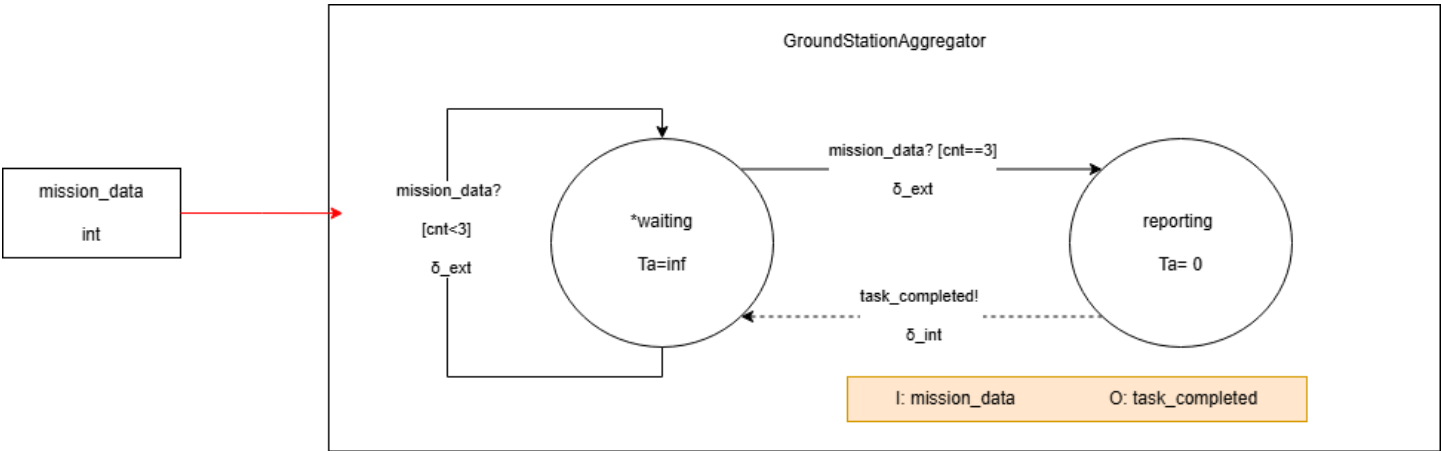 GroundStationAggregator
mission_data
int
mission_data?
[cnt<3]
δ_ext
*waiting
Ta=inf
mission_data? [cnt==3]
δ_ext
reporting
Ta= 0
task_completed!
δ_int
I: mission_data
O: task_completed